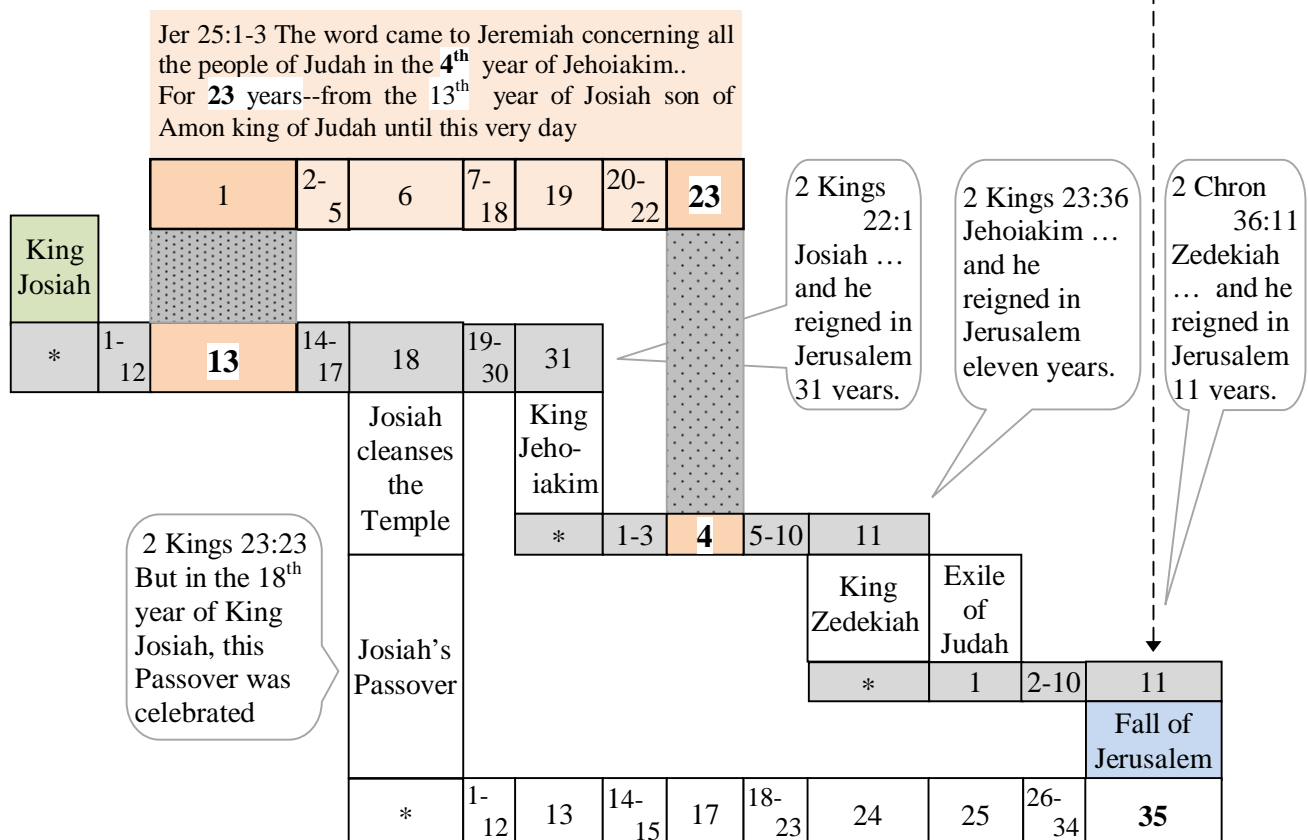 Jer 25:1-3 The word came to Jeremiah concerning all
the people of Judah in the 4th year of Jehoiakim..
For 23 years--from the 13th year of Josiah son of
Amon king of Judah until this very day
1
2-
5
6
7-
18
19
20-
22
23
2 Kings
22:1
Josiah …
and he
reigned in
Jerusalem
31 years.
2 Kings 23:36
Jehoiakim …
and he
reigned in
Jerusalem
eleven years.
2 Chron
36:11
Zedekiah
… and he
reigned in
Jerusalem
11 years.
King
Josiah
*
1-
12
13
14-
17
18
19-
30
31
Josiah
cleanses
the
Temple
King
Jeho-
iakim
*
1-3
4
5-10
11
2 Kings 23:23
But in the 18th
year of King
Josiah, this
Passover was
celebrated
Josiah's
Passover
King
Zedekiah
Exile
of
Judah
*
1
2-10
11
Fall of
Jerusalem
*
1-
12
13
14-
15
17
18-
23
24
25
26-
34
35